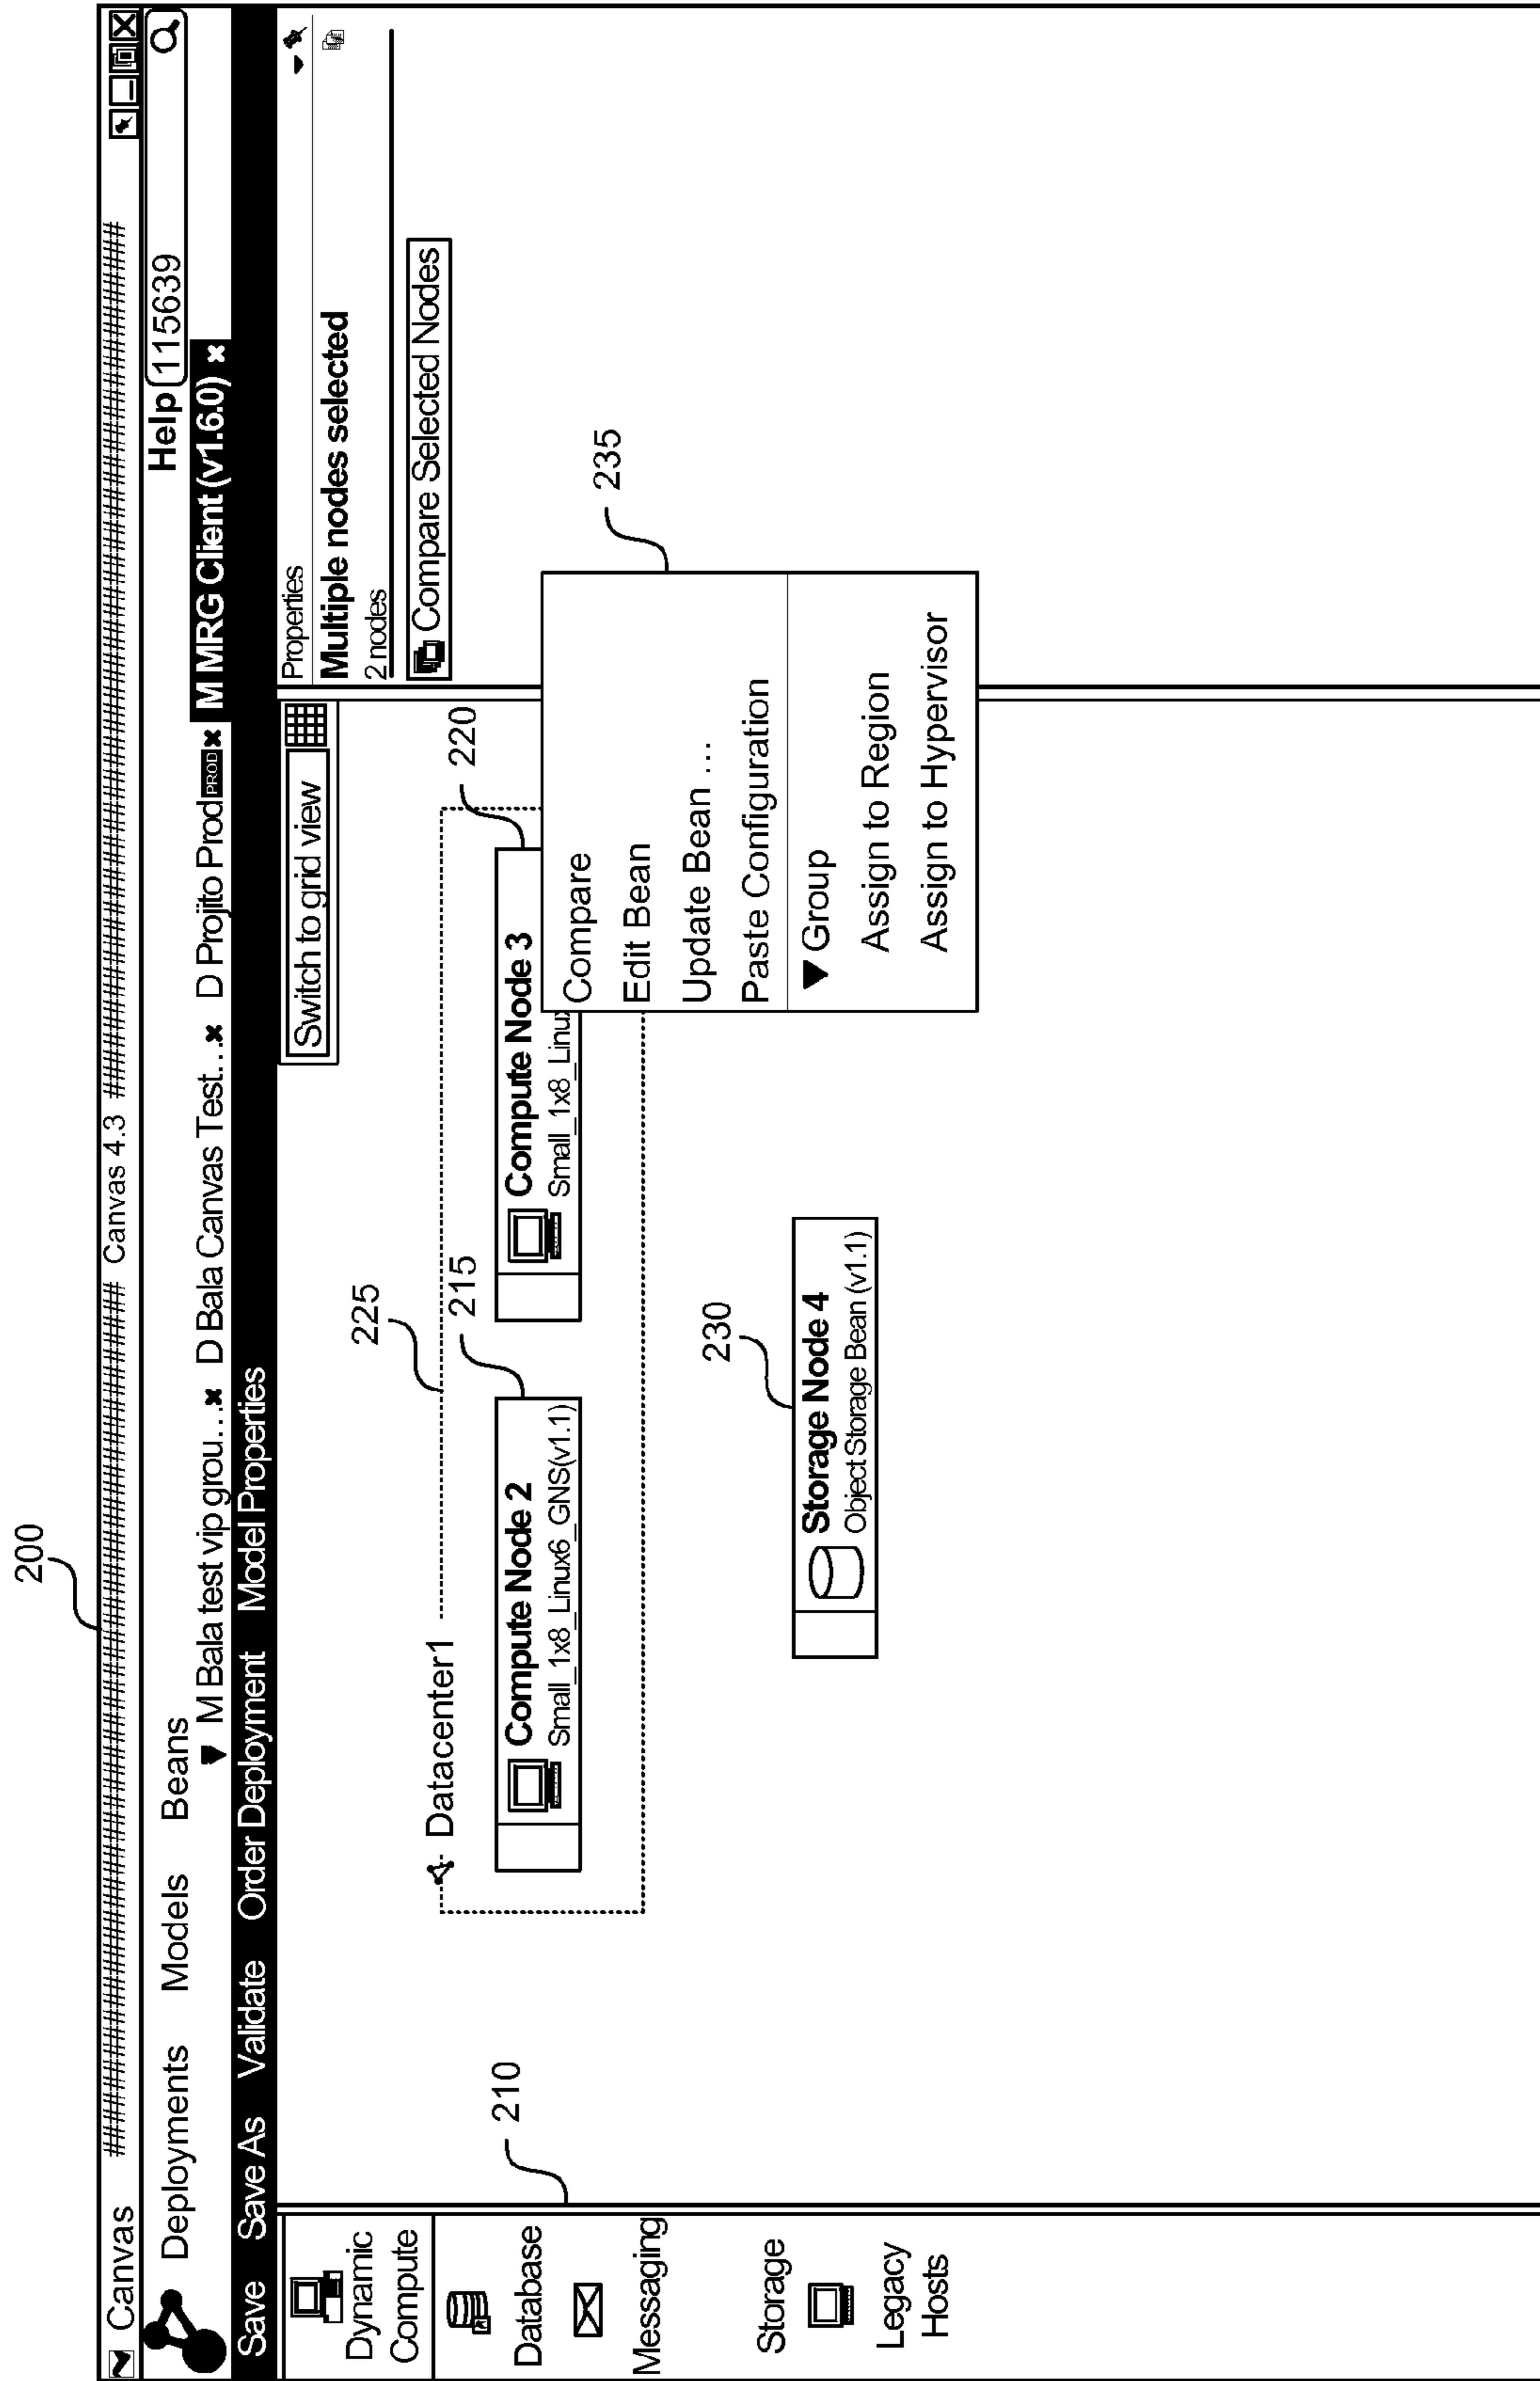 200
Canvas ################################ Canvas 4.3 ################################
Deployments Models Beans Help 115639
M Bala test vip grou... D Bala Canvas Test... D Projito Prod PROD M MRG Client (v1.6.0)
Save Save As Validate Order Deployment Model Properties
Dynamic
Compute
Database
Messaging
Storage
Legacy
Hosts
210
Switch to grid view
225
Datacenter1
215
220
Compute Node 2
Small_1x8_Linux6_GNS(v1.1)
Compute Node 3
Small_1x8_Linux
230
Storage Node 4
Object Storage Bean (v1.1)
Compare
Edit Bean
Update Bean ...
Paste Configuration
Group
Assign to Region
Assign to Hypervisor
235
Properties
Multiple nodes selected
2 nodes
Compare Selected Nodes